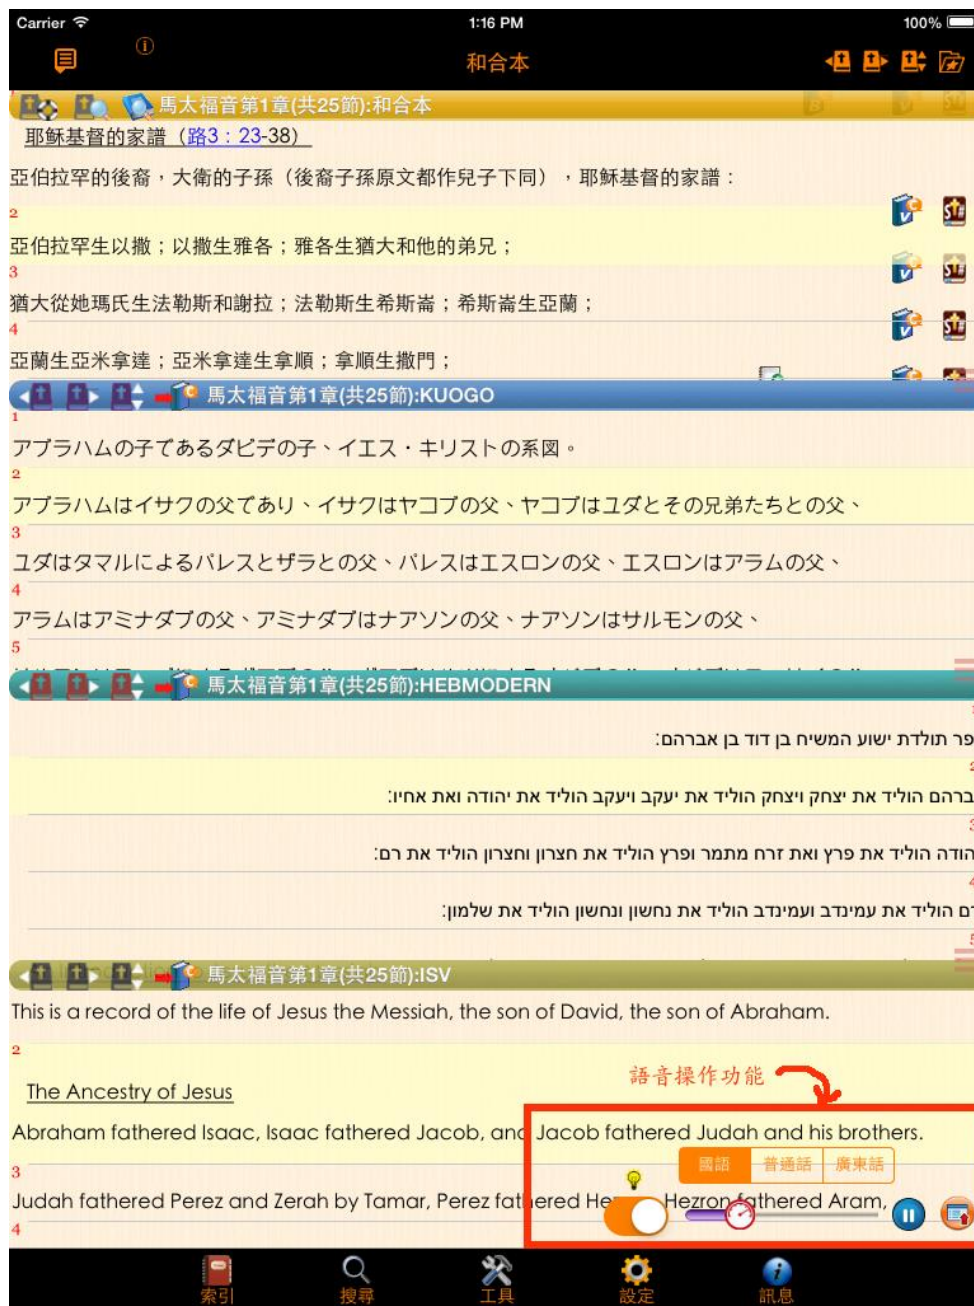 Carrier 1:16 PM 100%
和合本
馬太福音第1章(共25節):和合本
耶穌基督的家譜（路3：23-38）
亞伯拉罕的後裔，大衛的子孫（後裔子孫原文都作兒子下同），耶穌基督的家譜：
2
亞伯拉罕生以撒；以撒生雅各；雅各生猶大和他的弟兄；
3
猶大從她瑪氏生法勒斯和謝拉；法勒斯生希斯崙；希斯崙生亞蘭；
4
亞蘭生亞米拿達；亞米拿達生拿順；拿順生撒門；
馬太福音第1章(共25節):KUOGO
1
アブラハムの子であるダビデの子、イエス・キリストの系図。
2
アブラハムはイサクの父であり、イサクはヤコブの父、ヤコブはユダとその兄弟たちとの父、
3
ユダはタマルによるパレスとザラとの父、パレスはエスロンの父、エスロンはアラムの父、
4
アラムはアミナダブの父、アミナダブはナアソンの父、ナアソンはサルモンの父、
5
馬太福音第1章(共25節):HEBMODERN
פר תולדת ישוע המשיח בן דוד בן אברהם:
2
ברהם הוליד את יצחק ויצחק הוליד את יעקב ויעקב הוליד את יהודה ואת אחיו:
3
הודה הוליד את פרץ ואת זרח מתמר ופרץ הוליד את חצרון וחצרון הוליד את רם:
4
רם הוליד את עמינדב ועמינדב הוליד את נחשון ונחשון הוליד את שלמון:
5
馬太福音第1章(共25節):ISV
This is a record of the life of Jesus the Messiah, the son of David, the son of Abraham.
2
語音操作功能
The Ancestry of Jesus
Abraham fathered Isaac, Isaac fathered Jacob, and Jacob fathered Judah and his brothers.
國語 普通話 廣東話
3
Judah fathered Perez and Zerah by Tamar, Perez fathered Hezron fathered Aram,
4
索引 搜尋 工具 設定 訊息